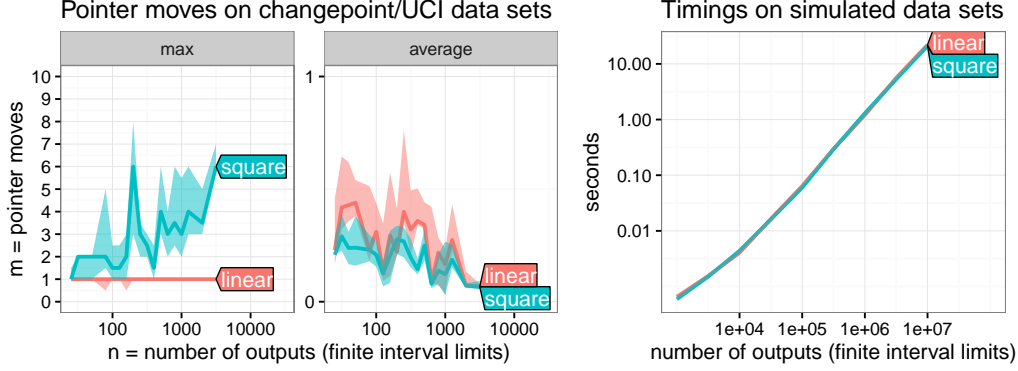 Pointer moves on changepoint/UCI data sets
Timings on simulated data sets
max
average
m = pointer moves
10
9
8
7
6
5
4
3
2
1
0
square
linear
100
1000
10000
1
0
linear
square
100
1000
10000
n = number of outputs (finite interval limits)
seconds
10.00
1.00
0.10
0.01
linear
square
1e+04
1e+05
1e+06
1e+07
number of outputs (finite interval limits)